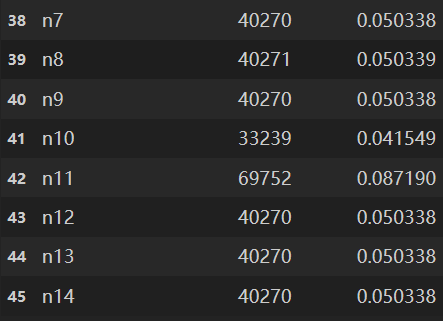 38 n7 40270 0.050338
39 n8 40271 0.050339
40 n9 40270 0.050338
41 n10 33239 0.041549
42 n11 69752 0.087190
43 n12 40270 0.050338
44 n13 40270 0.050338
45 n14 40270 0.050338